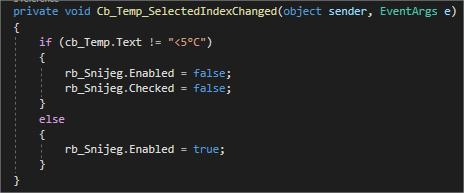 private void Cb_Temp_SelectedIndexChanged(object sender, EventArgs e)
{
if (cb_Temp.Text != "<5°C")
{
rb_Snijeg.Enabled = false;
rb_Snijeg.Checked = false;
}
else
{
rb_Snijeg.Enabled = true;
}
}